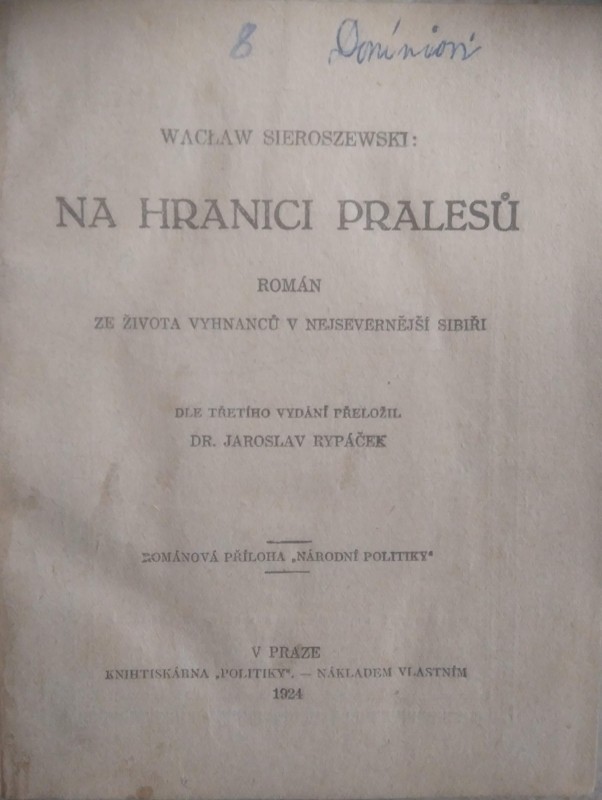 8 Dominion
WACŁAW SIEROSZEWSKI:
NA HRANICI PRALESŮ
ROMÁN
ZE ŽIVOTA VYHNANCŮ V NEJSEVERNĚJŠÍ SIBIŘI
DLE TŘETÍHO VYDÁNÍ PŘELOŽIL
DR. JAROSLAV RYPÁČEK
ROMÁNOVÁ PŘÍLOHA „NÁRODNÍ POLITIKY“
V PRAZE
KNIHTISKÁRNA „POLITIKY“. — NÁKLADEM VLASTNÍM
1924